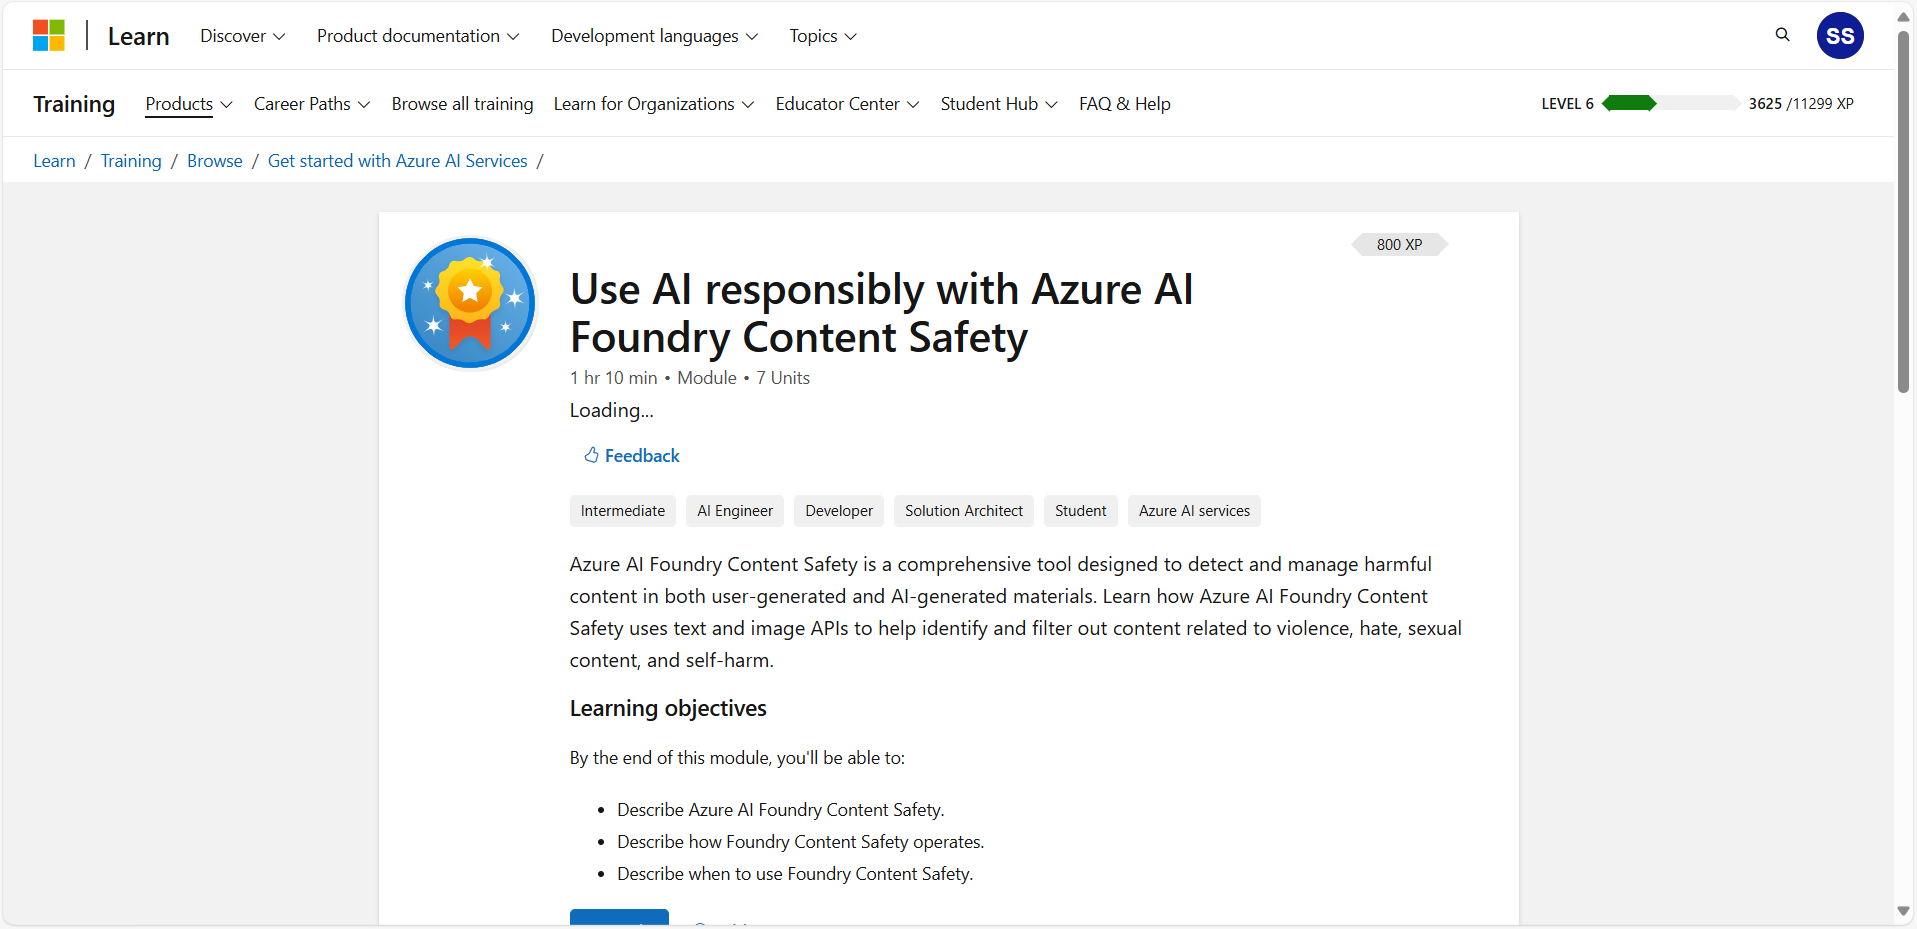 Learn Discover Product documentation Development languages Topics SS
Training Products Career Paths Browse all training Learn for Organizations Educator Center Student Hub FAQ & Help LEVEL 6 3625 /11299 XP
Learn / Training / Browse / Get started with Azure AI Services /
800 XP
Use AI responsibly with Azure AI
Foundry Content Safety
1 hr 10 min • Module • 7 Units
Loading...
Feedback
Intermediate AI Engineer Developer Solution Architect Student Azure AI services
Azure AI Foundry Content Safety is a comprehensive tool designed to detect and manage harmful
content in both user-generated and AI-generated materials. Learn how Azure AI Foundry Content
Safety uses text and image APIs to help identify and filter out content related to violence, hate, sexual
content, and self-harm.
Learning objectives
By the end of this module, you'll be able to:
• Describe Azure AI Foundry Content Safety.
• Describe how Foundry Content Safety operates.
• Describe when to use Foundry Content Safety.